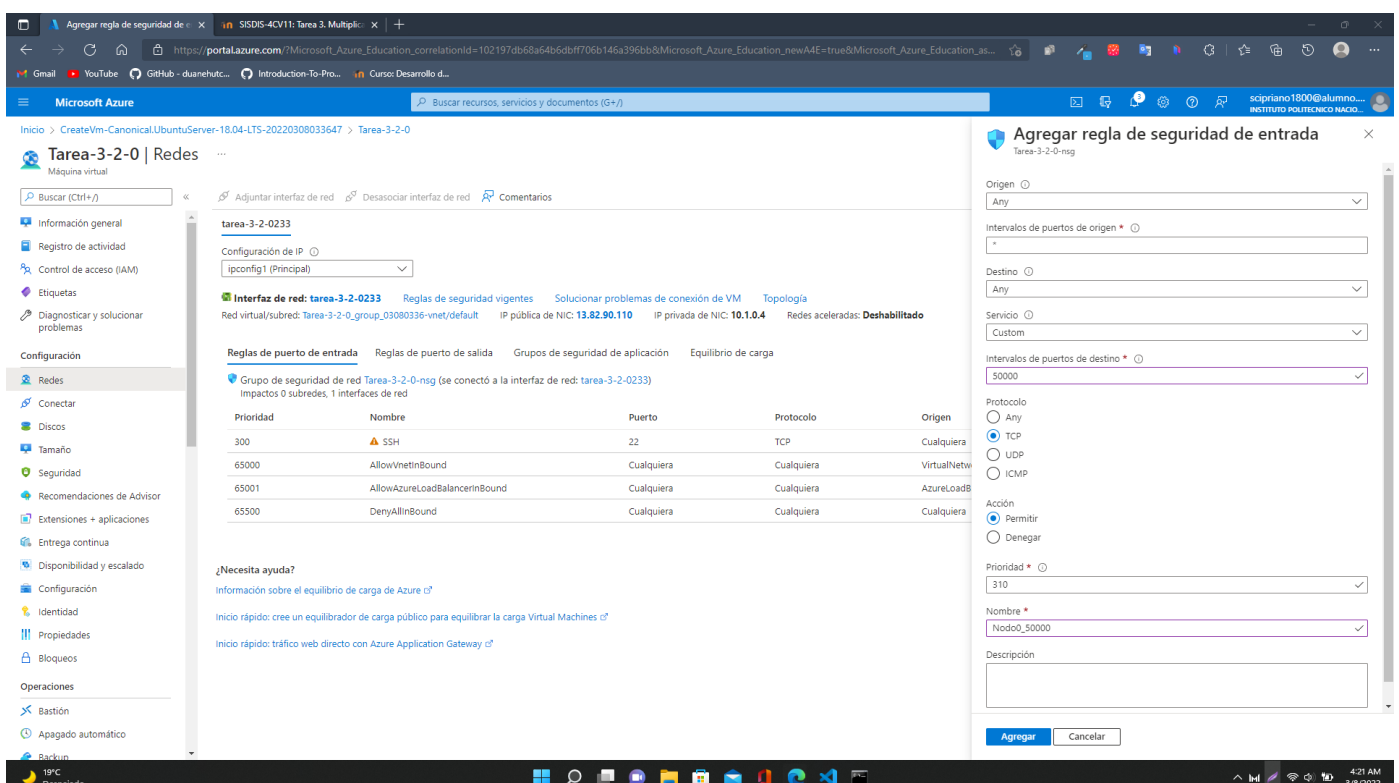 Agregar regla de seguridad de e
SISDIS-4CV11: Tarea 3. Multiplic
https://portal.azure.com/?Microsoft_Azure_Education_correlationId=102197db68a64b6dbff706b146a396bb&Microsoft_Azure_Education_newA4E=true&Microsoft_Azure_Education_as...
Gmail YouTube GitHub - duanehutc... Introduction-To-Pro... Curso: Desarrollo d...
Microsoft Azure
Buscar recursos, servicios y documentos (G+/)
3
scipriano1800@alumno....
INSTITUTO POLITECNICO NACIO...
Inicio > CreateVm-Canonical.UbuntuServer-18.04-LTS-20220308033647 > Tarea-3-2-0
Tarea-3-2-0 | Redes ...
Máquina virtual
Buscar (Ctrl+/)
Información general
Registro de actividad
Control de acceso (IAM)
Etiquetas
Diagnosticar y solucionar
problemas
Configuración
Redes
Conectar
Discos
Tamaño
Seguridad
Recomendaciones de Advisor
Extensiones + aplicaciones
Entrega continua
Disponibilidad y escalado
Configuración
Identidad
Propiedades
Bloqueos
Operaciones
Bastión
Apagado automático
Backup
Adjuntar interfaz de red Desasociar interfaz de red Comentarios
tarea-3-2-0233
Configuración de IP
ipconfig1 (Principal)
Interfaz de red: tarea-3-2-0233 Reglas de seguridad vigentes Solucionar problemas de conexión de VM Topología
Red virtual/subred: Tarea-3-2-0_group_03080336-vnet/default IP pública de NIC: 13.82.90.110 IP privada de NIC: 10.1.0.4 Redes aceleradas: Deshabilitado
Reglas de puerto de entrada Reglas de puerto de salida Grupos de seguridad de aplicación Equilibrio de carga
Grupo de seguridad de red Tarea-3-2-0-nsg (se conectó a la interfaz de red: tarea-3-2-0233)
Impactos 0 subredes, 1 interfaces de red
Prioridad Nombre Puerto Protocolo Origen
300 SSH 22 TCP Cualquiera
65000 AllowVnetInBound Cualquiera Cualquiera VirtualNetw
65001 AllowAzureLoadBalancerInBound Cualquiera Cualquiera AzureLoadB
65500 DenyAllInBound Cualquiera Cualquiera Cualquiera
¿Necesita ayuda?
Información sobre el equilibrio de carga de Azure
Inicio rápido: cree un equilibrador de carga público para equilibrar la carga Virtual Machines
Inicio rápido: tráfico web directo con Azure Application Gateway
Agregar regla de seguridad de entrada
Tarea-3-2-0-nsg
Origen
Any
Intervalos de puertos de origen *
*
Destino
Any
Servicio
Custom
Intervalos de puertos de destino *
50000
Protocolo
Any
TCP
UDP
ICMP
Acción
Permitir
Denegar
Prioridad *
310
Nombre *
Nodo0_50000
Descripción
Agregar Cancelar
19°C
Despejado
4:21 AM
3/8/2022